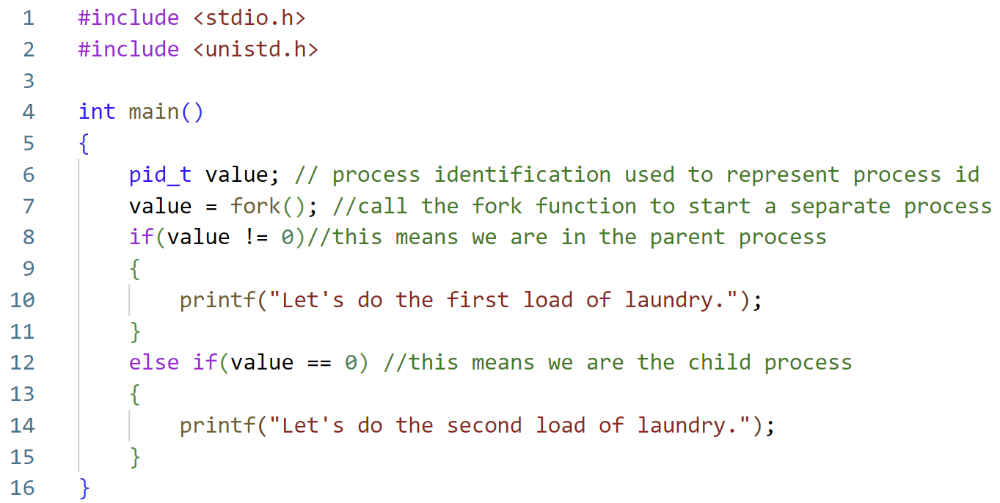 1 #include <stdio.h>
2 #include <unistd.h>
3
4 int main()
5 {
6     pid_t value; // process identification used to represent process id
7     value = fork(); //call the fork function to start a separate process
8     if(value != 0)//this means we are in the parent process
9     {
10         printf("Let's do the first load of laundry.");
11     }
12     else if(value == 0) //this means we are the child process
13     {
14         printf("Let's do the second load of laundry.");
15     }
16 }